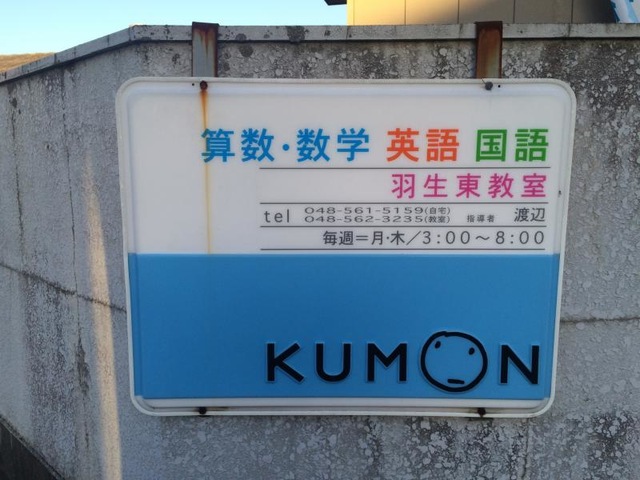 算数・数学 英語 国語
羽生東教室
tel 048-561-5159(自宅) 048-562-3235(教室) 指導者 渡辺
毎週＝月・木／3:00～8:00
KUMON